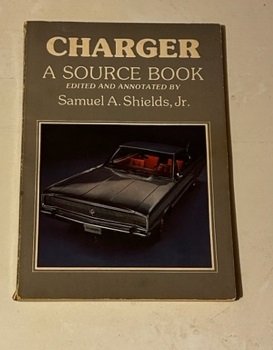 CHARGER
A SOURCE BOOK
EDITED AND ANNOTATED BY
Samuel A. Shields, Jr.